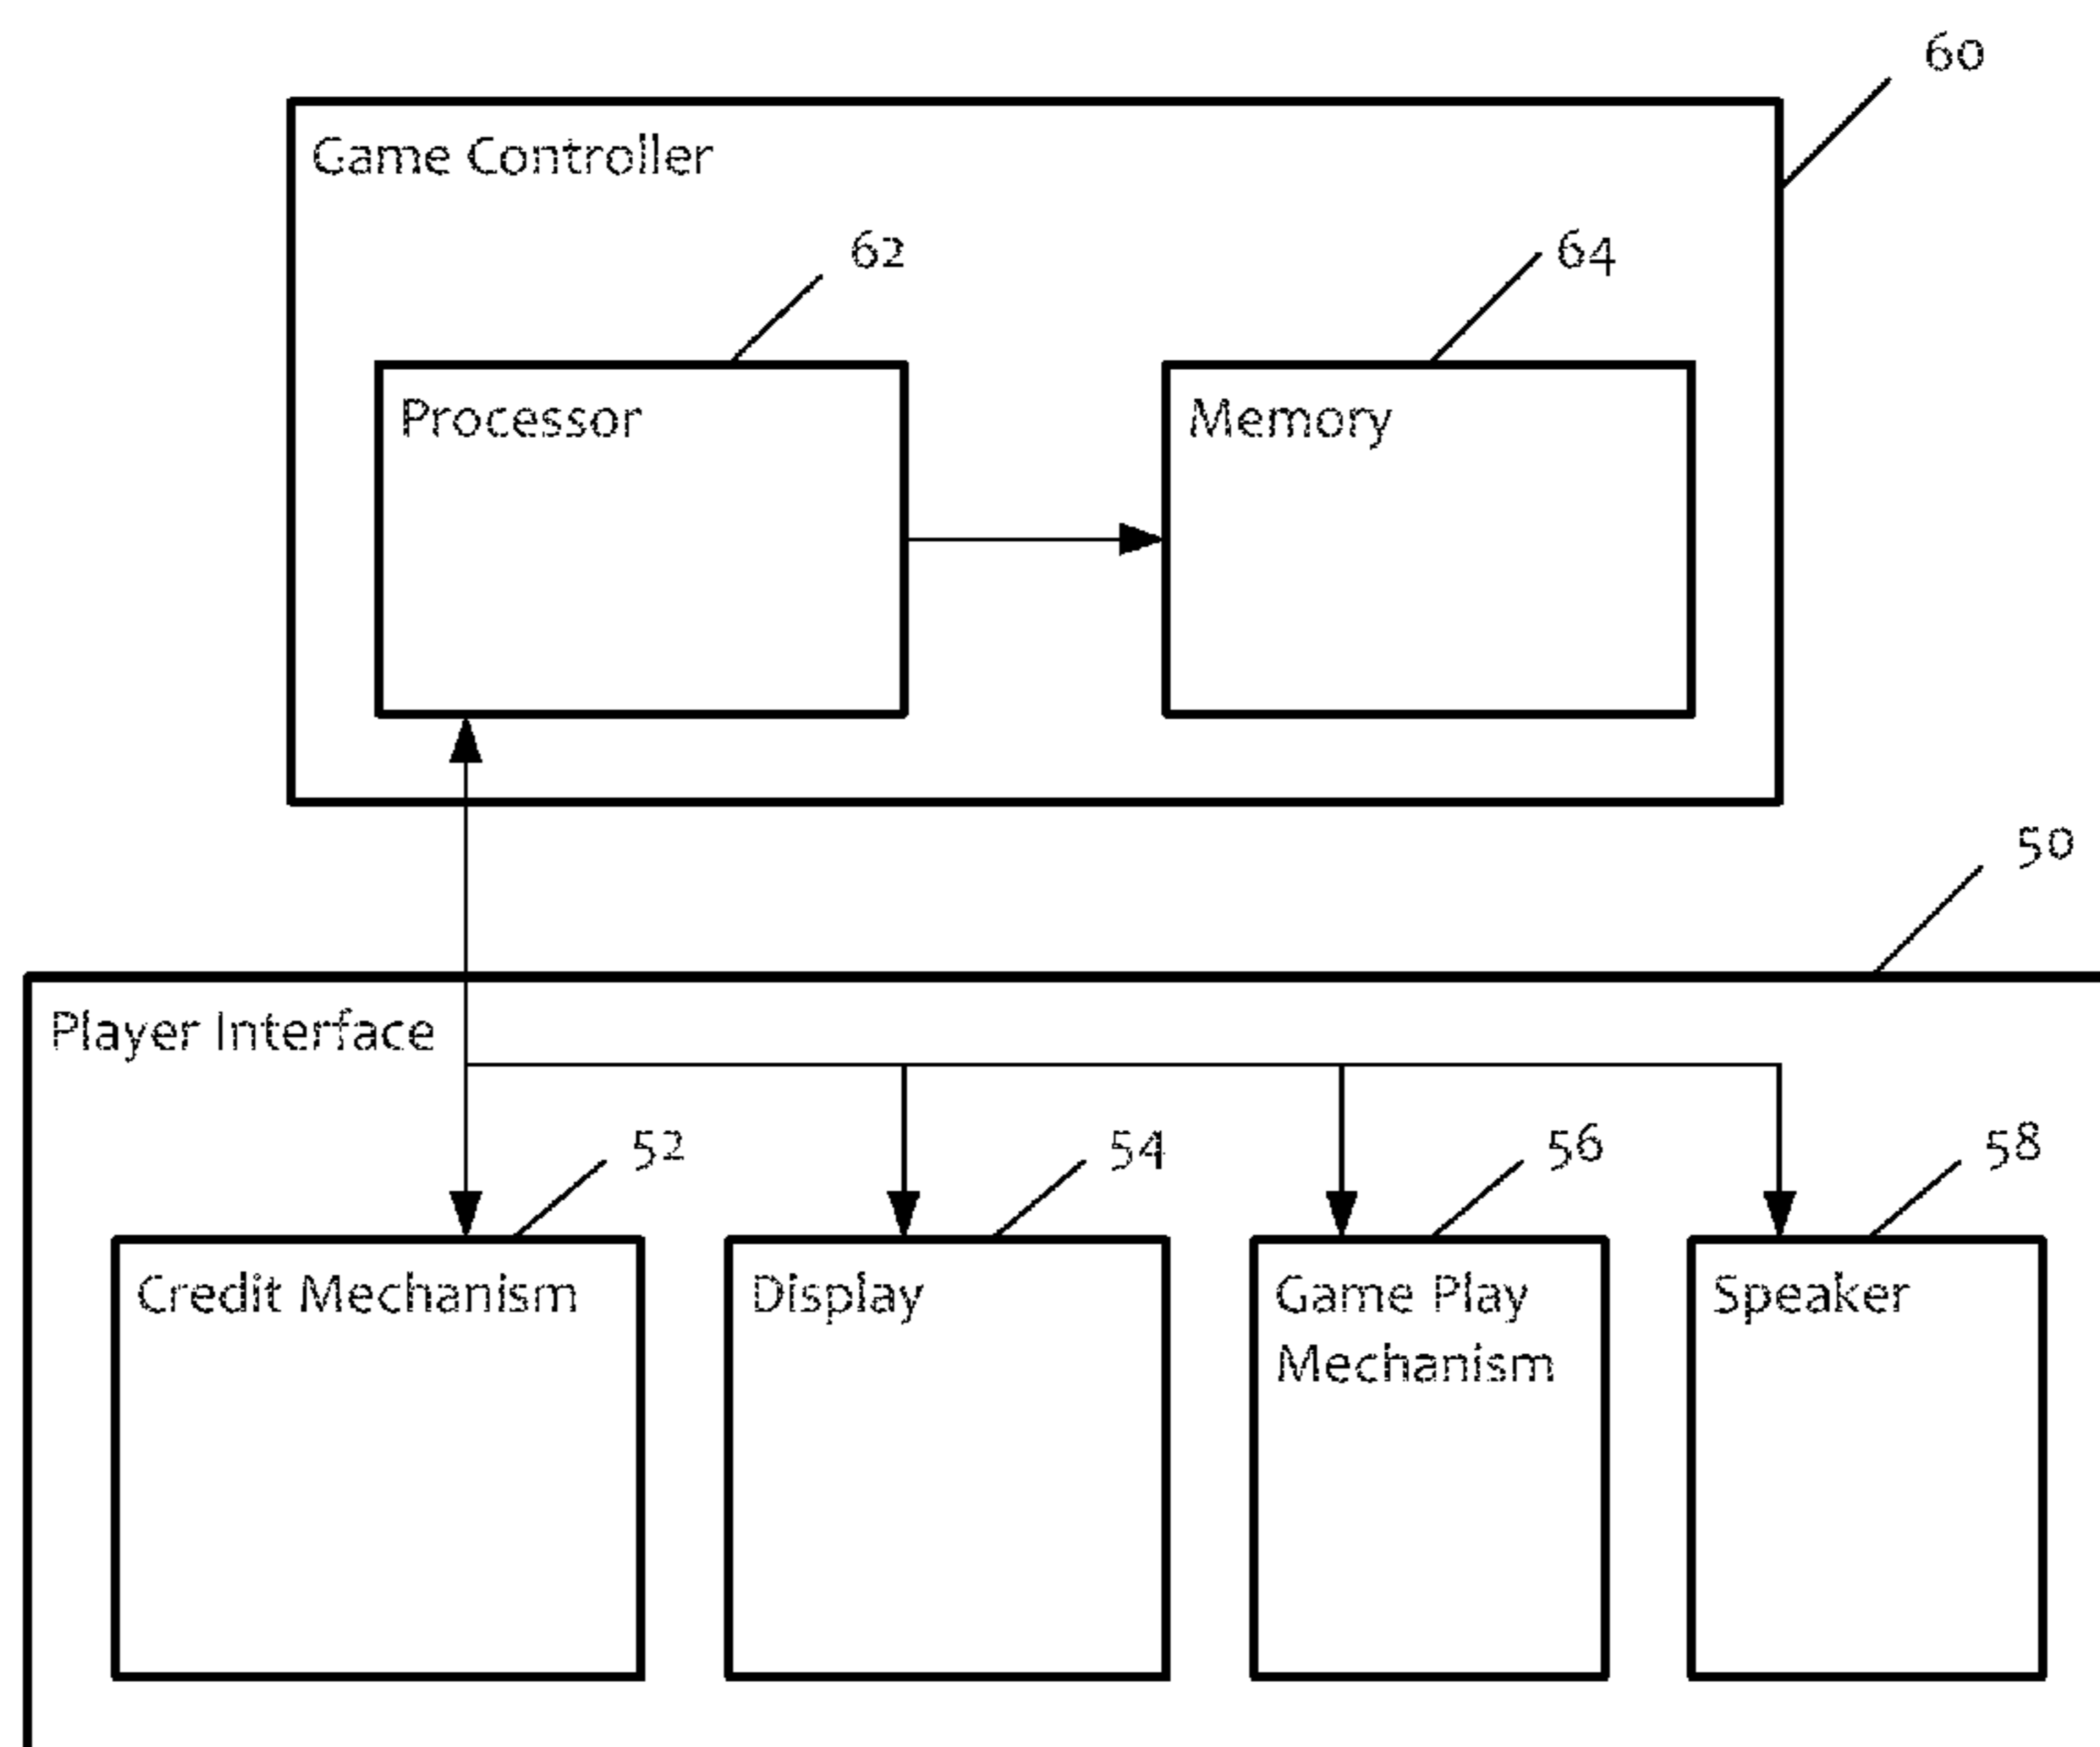 60
Game Controller
62
64
Processor
Memory
50
Player Interface
52
54
56
58
Credit Mechanism
Display
Game Play
Mechanism
Speaker